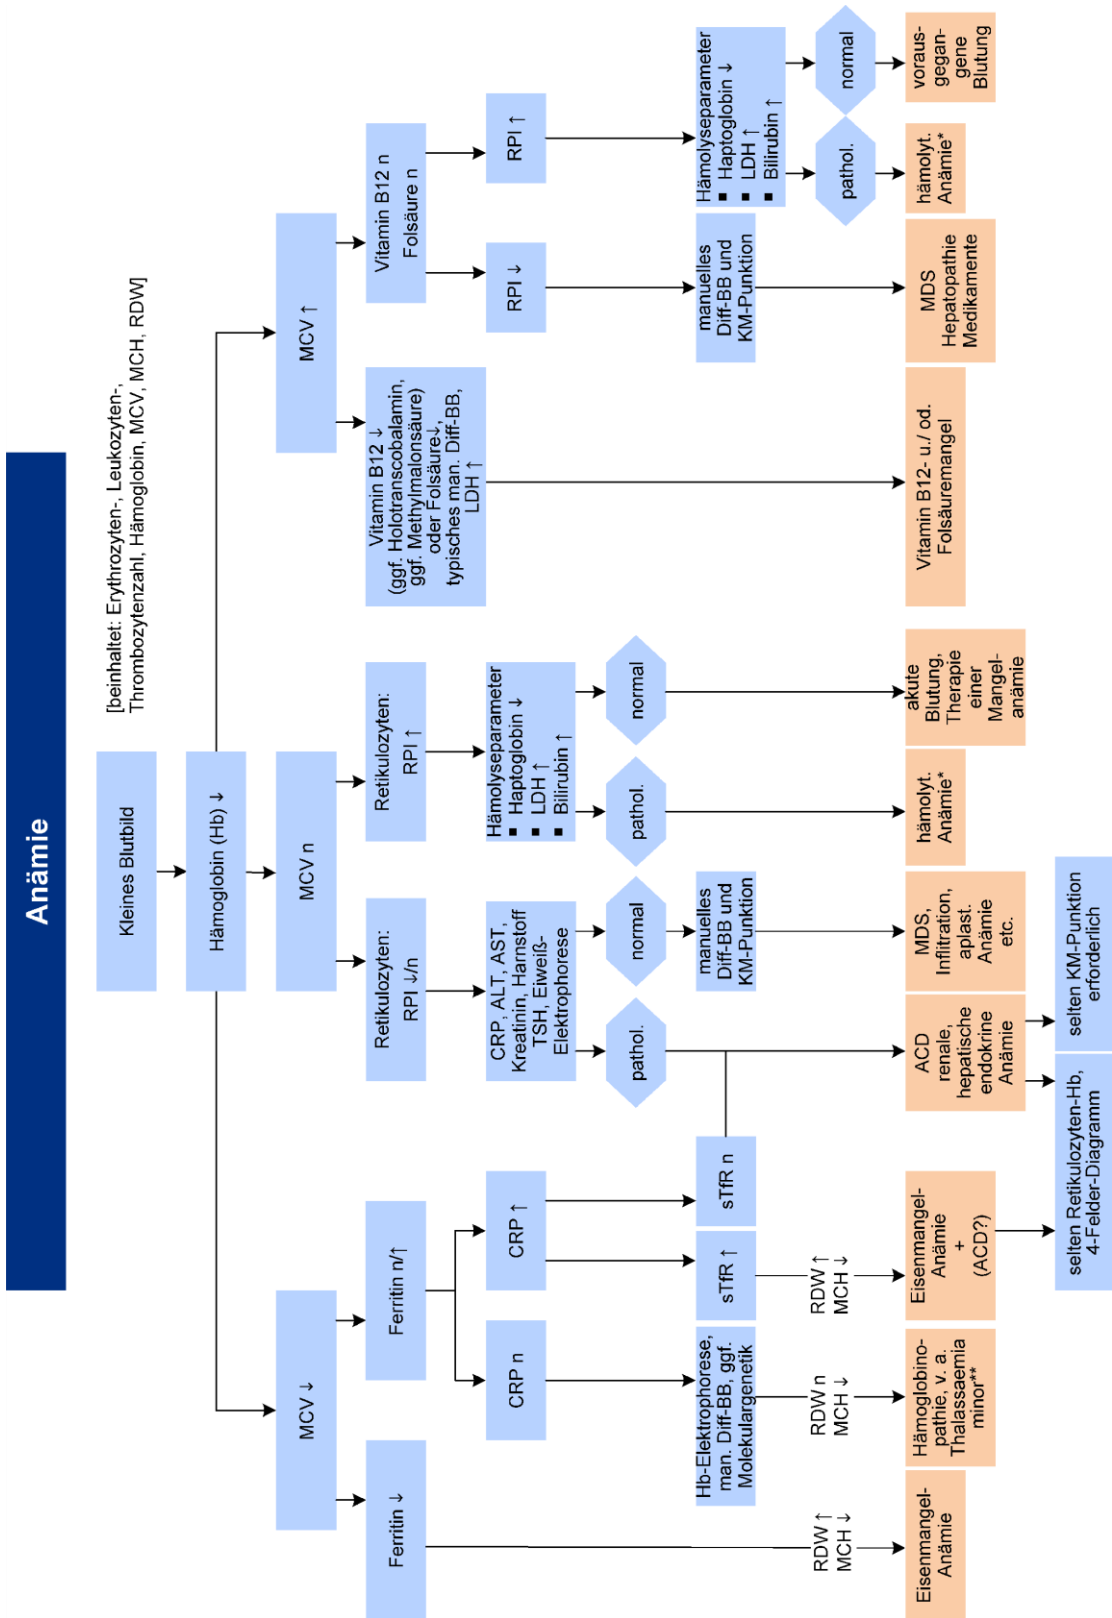 Anämie
Kleines Blutbild
[beinhaltet: Erythrozyten-, Leukozyten-,
Thrombozytenzahl, Hämoglobin, MCV, MCH, RDW]
Hämoglobin (Hb) ↓
MCV ↓
MCV n
MCV ↑
Ferritin ↓
Ferritin n/↑
Retikulozyten:
RPI ↓/n
Retikulozyten:
RPI ↑
Vitamin B12 ↓
(ggf. Holotranscobalamin,
ggf. Methylmalonsäure)
oder Folsäure↓,
typisches man. Diff-BB,
LDH ↑
Vitamin B12 n
Folsäure n
CRP n
CRP ↑
CRP, ALT, AST,
Kreatinin, Harnstoff
TSH, Eiweiß-
Elektrophorese
Hämolyseparameter
■ Haptoglobin ↓
■ LDH ↑
■ Bilirubin ↑
RPI ↓
RPI ↑
pathol.
normal
pathol.
normal
Hb-Elektrophorese,
man. Diff-BB, ggf.
Molekulargenetik
sTfR ↑
sTfR n
manuelles
Diff-BB und
KM-Punktion
manuelles
Diff-BB und
KM-Punktion
Hämolyseparameter
■ Haptoglobin ↓
■ LDH ↑
■ Bilirubin ↑
pathol.
normal
RDW ↑
MCH ↓
RDW n
MCH ↓
RDW ↑
MCH ↓
Eisenmangel-
Anämie
Hämoglobino-
pathie, v. a.
Thalassaemia
minor**
Eisenmangel-
Anämie
+
(ACD?)
ACD
renale,
hepatische
endokrine
Anämie
MDS,
Infiltration,
aplast.
Anämie
etc.
hämolyt.
Anämie*
akute
Blutung,
Therapie
einer
Mangel-
anämie
Vitamin B12- u./ od.
Folsäuremangel
MDS
Hepatopathie
Medikamente
hämolyt.
Anämie*
voraus-
gegan-
gene
Blutung
selten Retikulozyten-Hb,
4-Felder-Diagramm
selten KM-Punktion
erforderlich